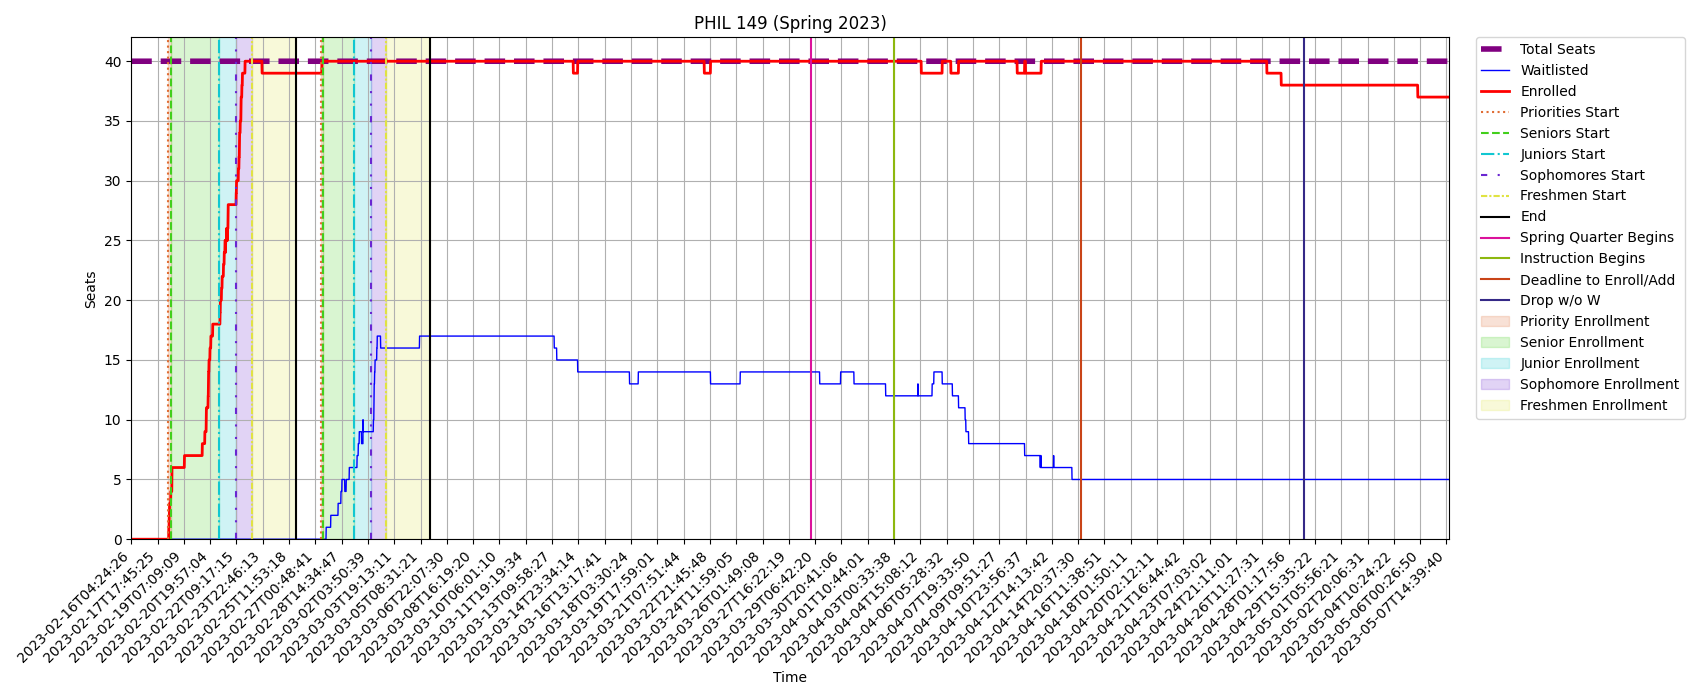 PHIL 149 (Spring 2023)
Seats
40
35
30
25
20
15
10
5
0
2023-02-16T04:24:26
2023-02-17T17:45:25
2023-02-19T07:09:09
2023-02-20T19:57:04
2023-02-22T09:17:15
2023-02-23T22:46:13
2023-02-25T11:53:18
2023-02-27T00:48:41
2023-02-28T14:34:47
2023-03-02T03:50:39
2023-03-03T19:13:11
2023-03-05T08:31:21
2023-03-06T22:07:30
2023-03-08T16:19:20
2023-03-10T06:01:10
2023-03-11T19:19:34
2023-03-13T09:58:27
2023-03-14T23:34:14
2023-03-16T13:17:41
2023-03-18T03:30:24
2023-03-19T17:59:01
2023-03-21T07:51:44
2023-03-22T21:45:48
2023-03-24T11:59:05
2023-03-26T01:49:08
2023-03-27T16:22:19
2023-03-29T06:42:20
2023-03-30T20:41:06
2023-04-01T10:44:01
2023-04-03T00:33:38
2023-04-04T15:08:12
2023-04-06T05:28:32
2023-04-07T19:33:50
2023-04-09T09:51:27
2023-04-10T23:56:37
2023-04-12T14:13:42
2023-04-14T20:37:30
2023-04-16T11:38:51
2023-04-18T01:50:11
2023-04-20T02:12:11
2023-04-21T16:44:42
2023-04-23T07:03:02
2023-04-24T21:11:01
2023-04-26T11:27:31
2023-04-28T01:17:56
2023-04-29T15:35:22
2023-05-01T05:56:21
2023-05-02T20:06:31
2023-05-04T10:24:22
2023-05-06T00:26:50
2023-05-07T14:39:40
Time
Total Seats
Waitlisted
Enrolled
Priorities Start
Seniors Start
Juniors Start
Sophomores Start
Freshmen Start
End
Spring Quarter Begins
Instruction Begins
Deadline to Enroll/Add
Drop w/o W
Priority Enrollment
Senior Enrollment
Junior Enrollment
Sophomore Enrollment
Freshmen Enrollment